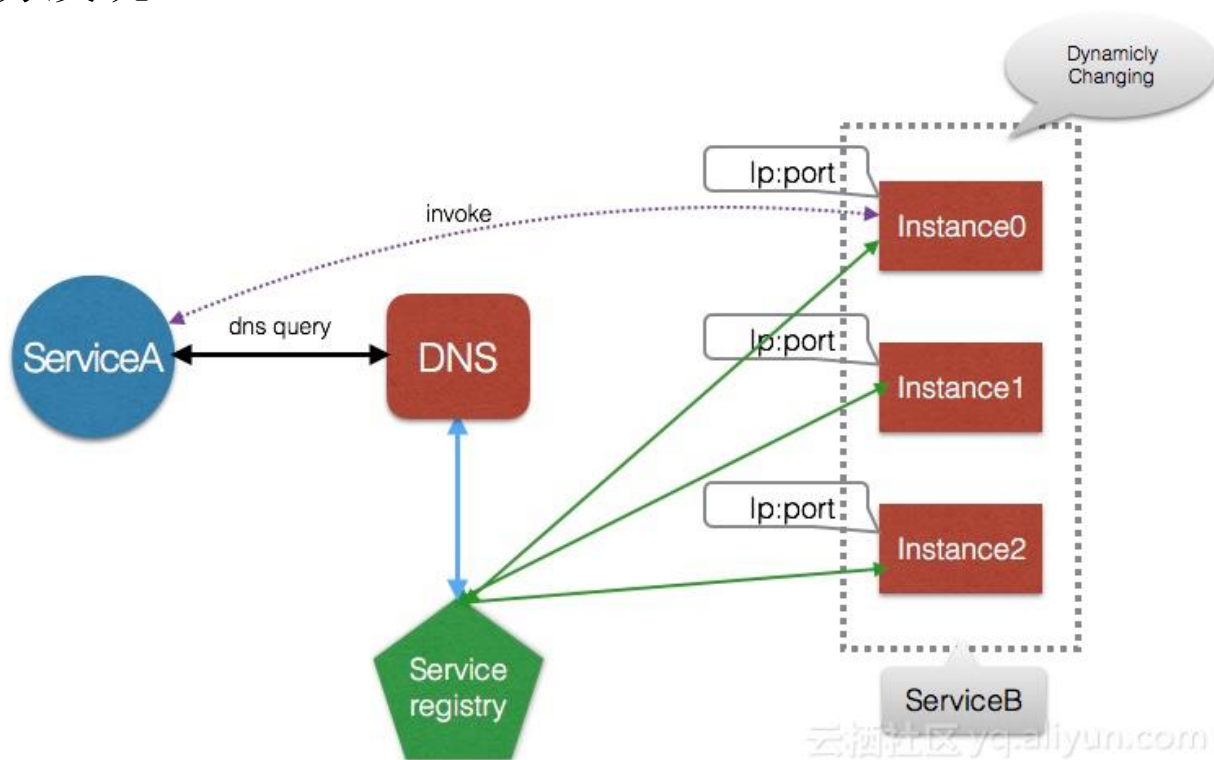 Dynamicly
Changing
Ip:port
invoke
Instance0
dns query
ServiceA
DNS
Ip:port
Instance1
Ip:port
Instance2
Service
registry
ServiceB
云栖社区 yq.aliyun.com